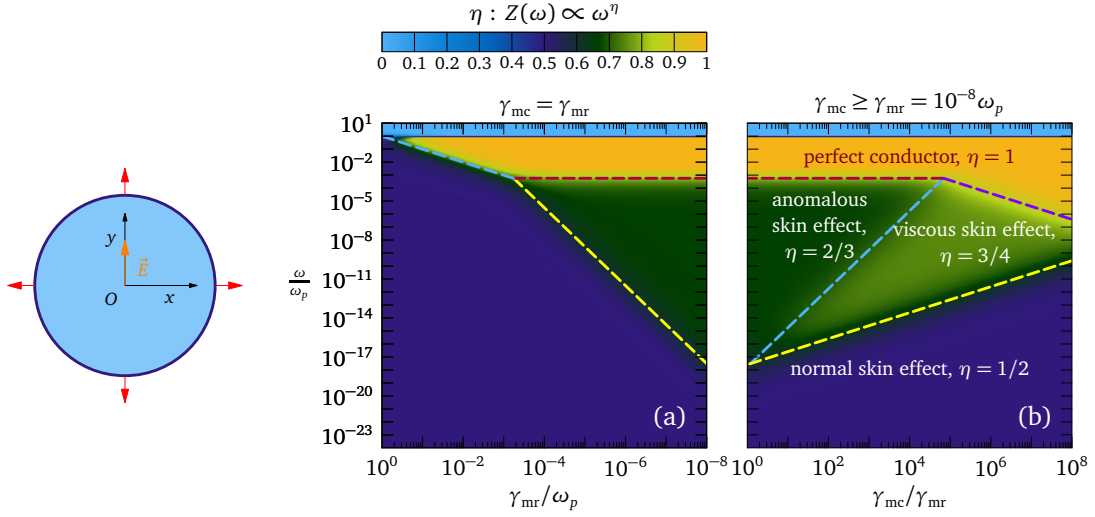 η : Z(ω) ∝ ω^η
0 0.1 0.2 0.3 0.4 0.5 0.6 0.7 0.8 0.9 1
y
E⃗
O x
γ_mc = γ_mr
ω/ω_p
10^1
10^-2
10^-5
10^-8
10^-11
10^-14
10^-17
10^-20
10^-23
(a)
10^0 10^-2 10^-4 10^-6 10^-8
γ_mr/ω_p
γ_mc ≥ γ_mr = 10^-8 ω_p
perfect conductor, η = 1
anomalous
skin effect,
η = 2/3
viscous skin effect,
η = 3/4
normal skin effect, η = 1/2
(b)
10^0 10^2 10^4 10^6 10^8
γ_mc/γ_mr